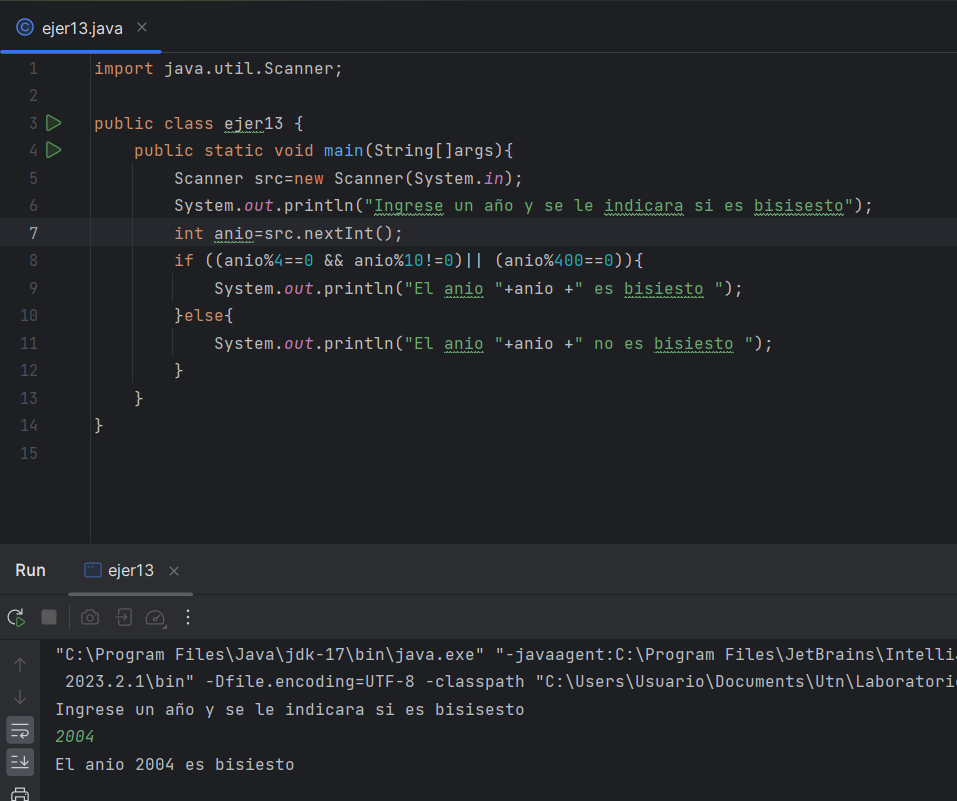 ejer13.java
1 import java.util.Scanner;
2
3 public class ejer13 {
4 public static void main(String[]args){
5 Scanner src=new Scanner(System.in);
6 System.out.println("Ingrese un año y se le indicara si es bisisesto");
7 int anio=src.nextInt();
8 if ((anio%4==0 && anio%10!=0)|| (anio%400==0)){
9 System.out.println("El anio "+anio +" es bisiesto ");
10 }else{
11 System.out.println("El anio "+anio +" no es bisiesto ");
12 }
13 }
14 }
15
Run ejer13
"C:\Program Files\Java\jdk-17\bin\java.exe" "-javaagent:C:\Program Files\JetBrains\Intelli
2023.2.1\bin" -Dfile.encoding=UTF-8 -classpath "C:\Users\Usuario\Documents\Utn\Laboratorio
Ingrese un año y se le indicara si es bisisesto
2004
El anio 2004 es bisiesto